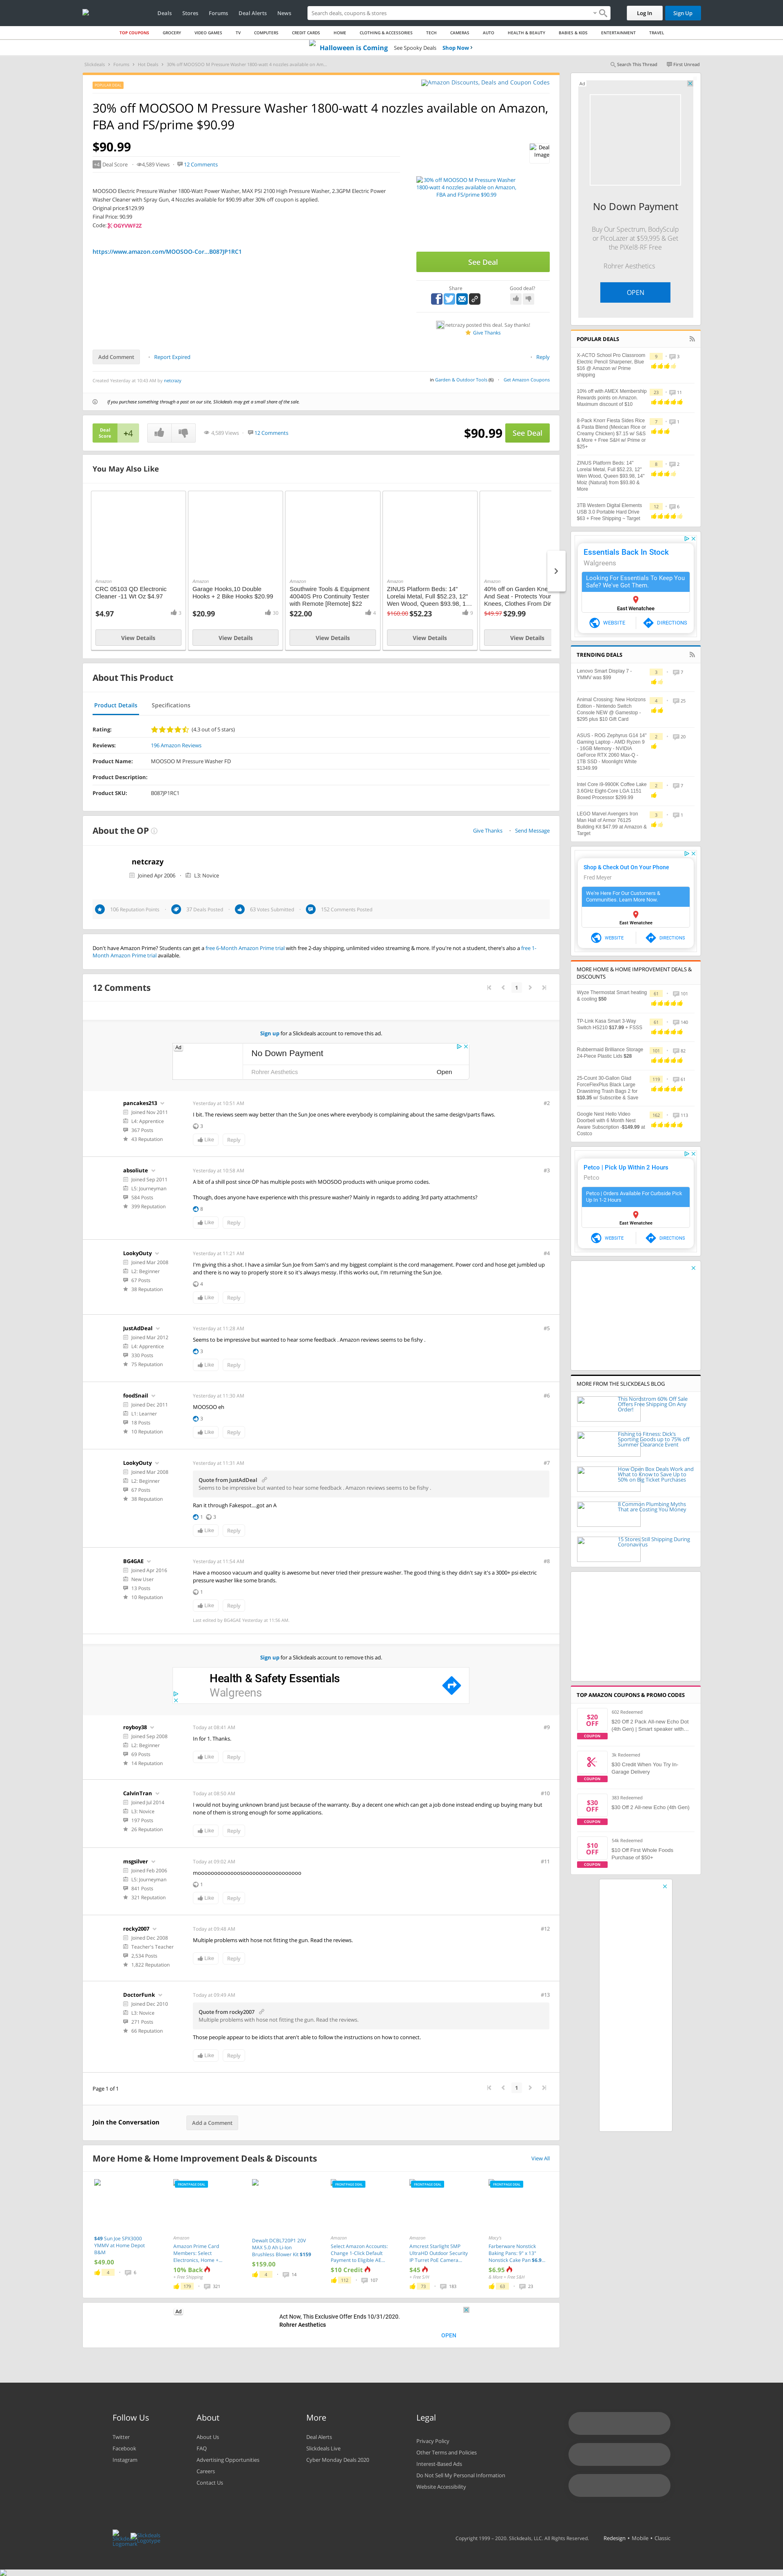 Deals
Stores
Forums
Deal Alerts
News
Search deals, coupons & stores
Log In
Sign Up
TOP COUPONS
GROCERY
VIDEO GAMES
TV
COMPUTERS
CREDIT CARDS
HOME
CLOTHING & ACCESSORIES
TECH
CAMERAS
AUTO
HEALTH & BEAUTY
BABIES & KIDS
ENTERTAINMENT
TRAVEL
Halloween is Coming
See Spooky Deals
Shop Now
Slickdeals > Forums > Hot Deals > 30% off MOOSOO M Pressure Washer 1800-watt 4 nozzles available on Am...
Search This Thread
First Unread
Amazon Discounts, Deals and Coupon Codes
30% off MOOSOO M Pressure Washer 1800-watt 4 nozzles available on Amazon, FBA and FS/prime $90.99
$90.99
Deal Image
+4 Deal Score
4,589 Views
12 Comments
MOOSOO Electric Pressure Washer 1800-Watt Power Washer, MAX PSI 2100 High Pressure Washer, 2.3GPM Electric Power Washer Cleaner with Spray Gun, 4 Nozzles available for $90.99 after 30% off coupon is applied.
Original price:$129.99
Final Price: 90.99
Code: OGYVWFZZ
30% off MOOSOO M Pressure Washer 1800-watt 4 nozzles available on Amazon, FBA and FS/prime $90.99
https://www.amazon.com/MOOSOO-Cor...B087JP1RC1
See Deal
Share
Good deal?
netcrazy posted this deal. Say thanks!
Give Thanks
Add Comment
Report Expired
Reply
Created Yesterday at 10:43 AM by netcrazy
in Garden & Outdoor Tools (6)
Get Amazon Coupons
If you purchase something through a post on our site, Slickdeals may get a small share of the sale.
Deal Score
+4
4,589 Views
12 Comments
$90.99
See Deal
You May Also Like
Amazon
CRC 05103 QD Electronic Cleaner -11 Wt Oz $4.97
$4.97
View Details
Amazon
Garage Hooks,10 Double Hooks + 2 Bike Hooks $20.99
$20.99
View Details
Amazon
Southwire Tools & Equipment 40040S Pro Continuity Tester with Remote [Remote] $22
$22.00
View Details
Amazon
ZINUS Platform Beds: 14" Lorelai Metal, Full $52.23, 12" Wen Wood, Queen $93.98, 1...
$160.00 $52.23
View Details
Amazon
40% off on Garden Kne
And Seat - Protects Your
Knees, Clothes From Dir
$49.97 $29.99
View Details
About This Product
Product Details
Specifications
Rating: (4.3 out of 5 stars)
Reviews: 196 Amazon Reviews
Product Name: MOOSOO M Pressure Washer FD
Product Description:
Product SKU: B087JP1RC1
About the OP
Give Thanks
Send Message
netcrazy
Joined Apr 2006
L3: Novice
106 Reputation Points
37 Deals Posted
63 Votes Submitted
152 Comments Posted
Don't have Amazon Prime? Students can get a free 6-Month Amazon Prime trial with free 2-day shipping, unlimited video streaming & more. If you're not a student, there's also a free 1-Month Amazon Prime trial available.
12 Comments
1
Sign up for a Slickdeals account to remove this ad.
Ad
No Down Payment
Rohrer Aesthetics
Open
pancakes213
Joined Nov 2011
L4: Apprentice
367 Posts
43 Reputation
Yesterday at 10:51 AM
#2
I bit. The reviews seem way better than the Sun Joe ones where everybody is complaining about the same design/parts flaws.
3
Like
Reply
absoliute
Joined Sep 2011
L5: Journeyman
584 Posts
399 Reputation
Yesterday at 10:58 AM
#3
A bit of a shill post since OP has multiple posts with MOOSOO products with unique promo codes.
Though, does anyone have experience with this pressure washer? Mainly in regards to adding 3rd party attachments?
8
Like
Reply
LookyOuty
Joined Mar 2008
L2: Beginner
67 Posts
38 Reputation
Yesterday at 11:21 AM
#4
I'm giving this a shot, I have a similar Sun Joe from Sam's and my biggest complaint is the cord management. Power cord and hose get jumbled up and there is no way to properly store it so it's always messy. If this works out, I'm returning the Sun Joe.
4
Like
Reply
JustAdDeal
Joined Mar 2012
L4: Apprentice
330 Posts
75 Reputation
Yesterday at 11:28 AM
#5
Seems to be impressive but wanted to hear some feedback . Amazon reviews seems to be fishy .
3
Like
Reply
foodSnail
Joined Dec 2011
L1: Learner
18 Posts
10 Reputation
Yesterday at 11:30 AM
#6
MOOSOO eh
3
Like
Reply
LookyOuty
Joined Mar 2008
L2: Beginner
67 Posts
38 Reputation
Yesterday at 11:31 AM
#7
Quote from JustAdDeal
Seems to be impressive but wanted to hear some feedback . Amazon reviews seems to be fishy .
Ran it through Fakespot....got an A
1 3
Like
Reply
BG4GAE
Joined Apr 2016
New User
13 Posts
10 Reputation
Yesterday at 11:54 AM
#8
Have a moosoo vacuum and quality is awesome but never tried their pressure washer. The good thing is they didn't say it's a 3000+ psi electric pressure washer like some brands.
1
Like
Reply
Last edited by BG4GAE Yesterday at 11:56 AM.
Sign up for a Slickdeals account to remove this ad.
Health & Safety Essentials
Walgreens
royboy38
Joined Sep 2008
L2: Beginner
69 Posts
14 Reputation
Today at 08:41 AM
#9
In for 1. Thanks.
Like
Reply
CalvinTran
Joined Jul 2014
L3: Novice
197 Posts
26 Reputation
Today at 08:50 AM
#10
I would not buying unknown brand just because of the warranty. Buy a decent one which can get a job done instead ending up buying many but none of them is strong enough for some applications.
Like
Reply
msgsilver
Joined Feb 2006
L5: Journeyman
841 Posts
321 Reputation
Today at 09:02 AM
#11
1
Like
Reply
rocky2007
Joined Dec 2008
Teacher's Teacher
2,534 Posts
1,822 Reputation
Today at 09:48 AM
#12
Multiple problems with hose not fitting the gun. Read the reviews.
Like
Reply
DoctorFunk
Joined Dec 2010
L3: Novice
271 Posts
66 Reputation
Today at 09:49 AM
#13
Quote from rocky2007
Multiple problems with hose not fitting the gun. Read the reviews.
Those people appear to be idiots that aren't able to follow the instructions on how to connect.
Like
Reply
Page 1 of 1
1
Join the Conversation
Add a Comment
More Home & Home Improvement Deals & Discounts
View All
$49 Sun Joe SPX3000 YMMV at Home Depot B&M
$49.00
4 6
FRONTPAGE DEAL
Amazon
Amazon Prime Card Members: Select Electronics, Home +...
10% Back
+ Free Shipping
179 321
Dewalt DCBL720P1 20V MAX 5.0 Ah Li-Ion Brushless Blower Kit $159
$159.00
4 14
FRONTPAGE DEAL
Amazon
Select Amazon Accounts: Change 1-Click Default Payment to Eligible AE...
$10 Credit
112 187
FRONTPAGE DEAL
Amazon
Amcrest Starlight 5MP UltraHD Outdoor Security IP Turret PoE Camera...
$45
+ Free S/H
73 193
FRONTPAGE DEAL
Macy's
Farberware Nonstick Baking Pans: 9" x 13" Nonstick Cake Pan $6.9...
$6.95
& More + Free S&H
63 23
Ad
Act Now, This Exclusive Offer Ends 10/31/2020.
Rohrer Aesthetics
OPEN
Ad
No Down Payment
Buy Our Spectrum, BodySculp or PicoLazer at $59,995 & Get the PiXel8-RF Free
Rohrer Aesthetics
OPEN
POPULAR DEALS
X-ACTO School Pro Classroom Electric Pencil Sharpener, Blue $16 @ Amazon w/ Prime shipping
9 3
10% off with AMEX Membership Rewards points on Amazon. Maximum discount of $10
23 11
8-Pack Knorr Fiesta Sides Rice & Pasta Blend (Mexican Rice or Creamy Chicken) $7.15 w/ S&S & More + Free S&H w/ Prime or $25+
7 1
ZINUS Platform Beds: 14" Lorelai Metal, Full $52.23, 12" Wen Wood, Queen $93.98, 14" Moiz (Natural) from $93.80 & More
8 2
3TB Western Digital Elements USB 3.0 Portable Hard Drive $63 + Free Shipping ~ Target
12 6
Essentials Back In Stock
Walgreens
Looking For Essentials To Keep You Safe? We've Got Them.
East Wenatchee
WEBSITE
DIRECTIONS
TRENDING DEALS
Lenovo Smart Display 7 - YMMV was $99
3 7
Animal Crossing: New Horizons Edition - Nintendo Switch Console NEW @ Gamestop - $295 plus $10 Gift Card
4 25
ASUS - ROG Zephyrus G14 14" Gaming Laptop - AMD Ryzen 9 - 16GB Memory - NVIDIA GeForce RTX 2060 Max-Q - 1TB SSD - Moonlight White $1349.99
2 20
Intel Core i9-9900K Coffee Lake 3.6GHz Eight-Core LGA 1151 Boxed Processor $299.99
2 7
LEGO Marvel Avengers Iron Man Hall of Armor 76125 Building Kit $47.99 at Amazon & Target
3 1
Shop & Check Out On Your Phone
Fred Meyer
We're Here For Our Customers & Communities. Learn More Now.
East Wenatchee
WEBSITE
DIRECTIONS
MORE HOME & HOME IMPROVEMENT DEALS & DISCOUNTS
Wyze Thermostat Smart heating & cooling $50
61 101
TP-Link Kasa Smart 3-Way Switch HS210 $17.99 + FSSS
81 140
Rubbermaid Brilliance Storage 24-Piece Plastic Lids $28
101 82
25-Count 30-Gallon Glad ForceFlexPlus Black Large Drawstring Trash Bags 2 for $10.35 w/ Subscribe & Save
119 61
Google Nest Hello Video Doorbell with 6 Month Nest Aware Subscription -$149.99 at Costco
162 113
Petco | Pick Up Within 2 Hours
Petco
Petco | Orders Available For Curbside Pick Up In 1-2 Hours
East Wenatchee
WEBSITE
DIRECTIONS
MORE FROM THE SLICKDEALS BLOG
This Nordstrom 60% Off Sale Offers Free Shipping On Any Order!
Fishing to Fitness: Dick's Sporting Goods up to 75% off Summer Clearance Event
How Open Box Deals Work and What to Know to Save Up to 50% on Big Ticket Purchases
8 Common Plumbing Myths That are Costing You Money
15 Stores Still Shipping During Coronavirus
TOP AMAZON COUPONS & PROMO CODES
$20 OFF
COUPON
602 Redeemed
$20 Off 2 Pack All-new Echo Dot (4th Gen) | Smart speaker with...
COUPON
3k Redeemed
$30 Credit When You Try In-Garage Delivery
$30 OFF
COUPON
383 Redeemed
$30 Off 2 All-new Echo (4th Gen)
$10 OFF
COUPON
54k Redeemed
$10 Off First Whole Foods Purchase of $50+
Follow Us
Twitter
Facebook
Instagram
About
About Us
FAQ
Advertising Opportunities
Careers
Contact Us
More
Deal Alerts
Slickdeals Live
Cyber Monday Deals 2020
Legal
Privacy Policy
Other Terms and Policies
Interest-Based Ads
Do Not Sell My Personal Information
Website Accessibility
Copyright 1999 – 2020. Slickdeals, LLC. All Rights Reserved.
Redesign • Mobile • Classic